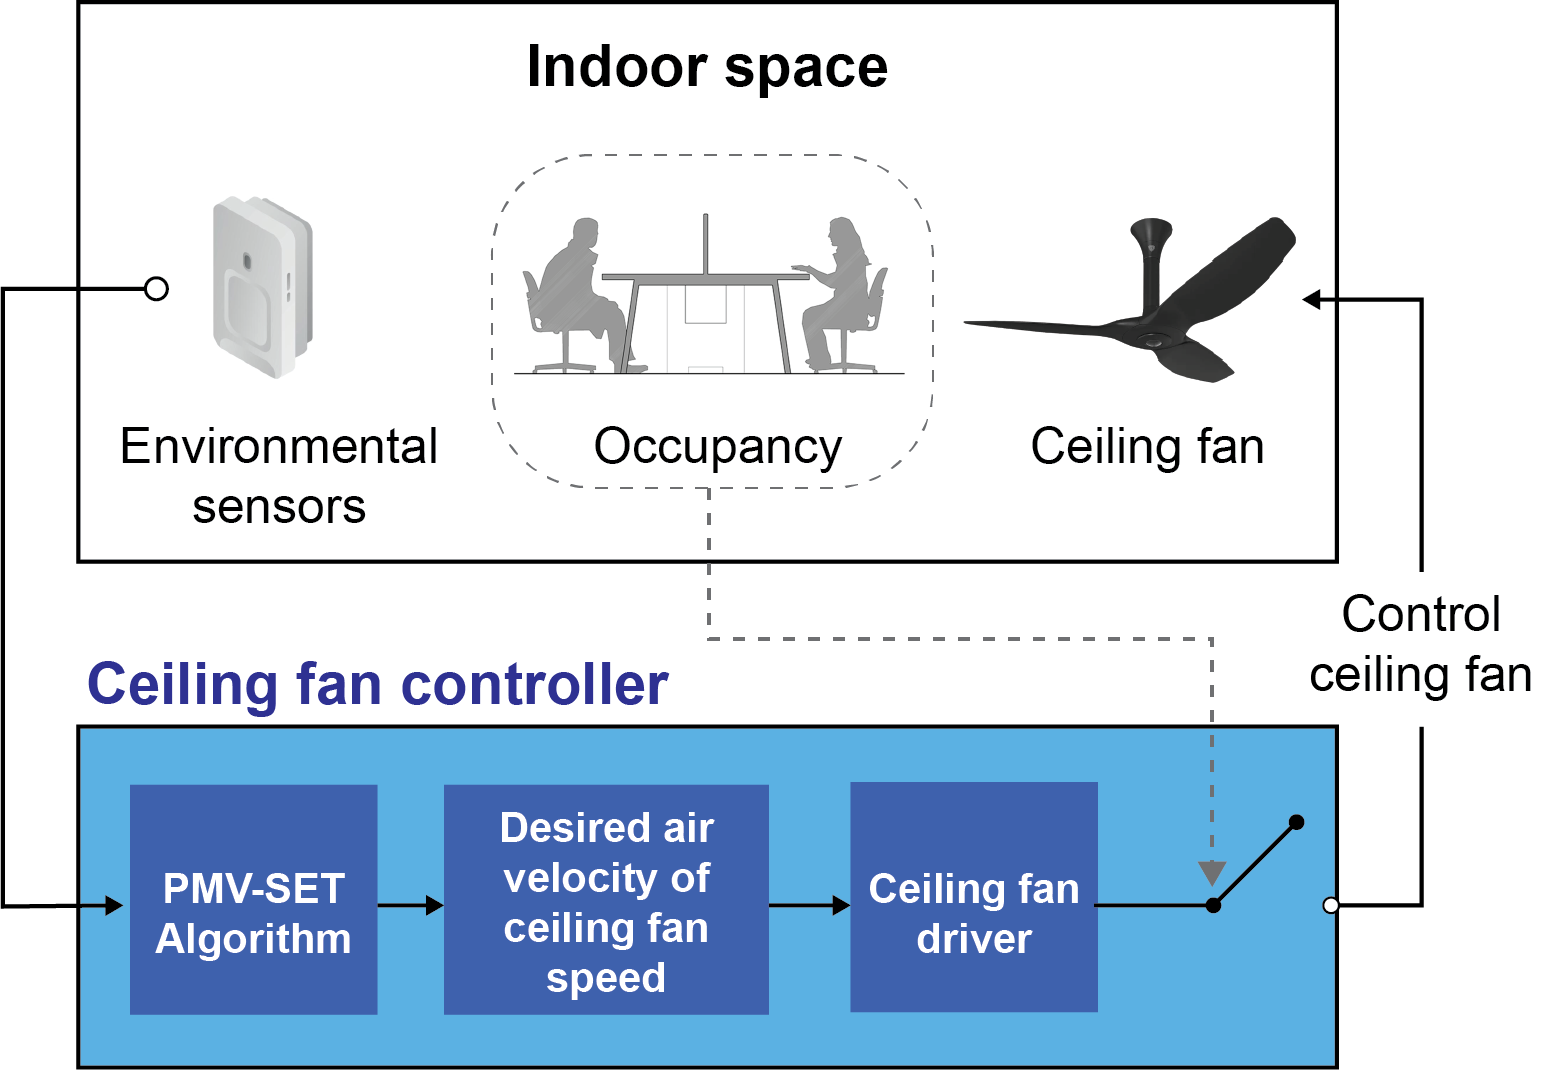 Indoor space
Environmental
sensors
Occupancy
Ceiling fan
Control
ceiling fan
Ceiling fan controller
PMV-SET
Algorithm
Desired air
velocity of
ceiling fan
speed
Ceiling fan
driver